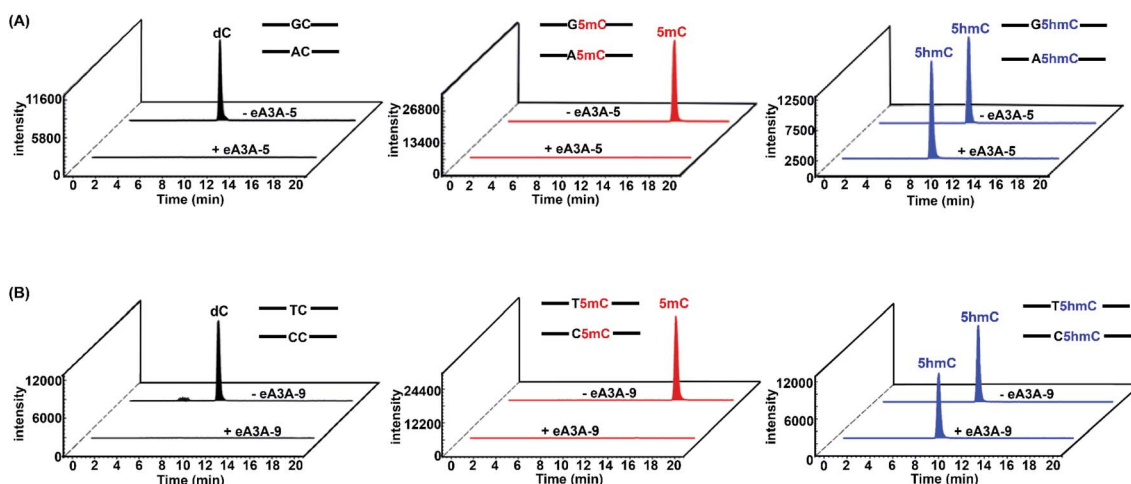 (A)
GC
AC
dC
- eA3A-5
+ eA3A-5
11600
5800
0
intensity
0 2 4 6 8 10 12 14 16 18 20
Time (min)
G5mC
A5mC
5mC
- eA3A-5
+ eA3A-5
26800
13400
0
intensity
0 2 4 6 8 10 12 14 16 18 20
Time (min)
G5hmC
A5hmC
5hmC
5hmC
- eA3A-5
+ eA3A-5
12500
7500
2500
intensity
0 2 4 6 8 10 12 14 16 18 20
Time (min)
(B)
TC
CC
dC
- eA3A-9
+ eA3A-9
12000
6000
0
intensity
0 2 4 6 8 10 12 14 16 18 20
Time (min)
T5mC
C5mC
5mC
- eA3A-9
+ eA3A-9
24400
12200
0
intensity
0 2 4 6 8 10 12 14 16 18 20
Time (min)
T5hmC
C5hmC
5hmC
5hmC
- eA3A-9
+ eA3A-9
12000
6000
0
intensity
0 2 4 6 8 10 12 14 16 18 20
Time (min)